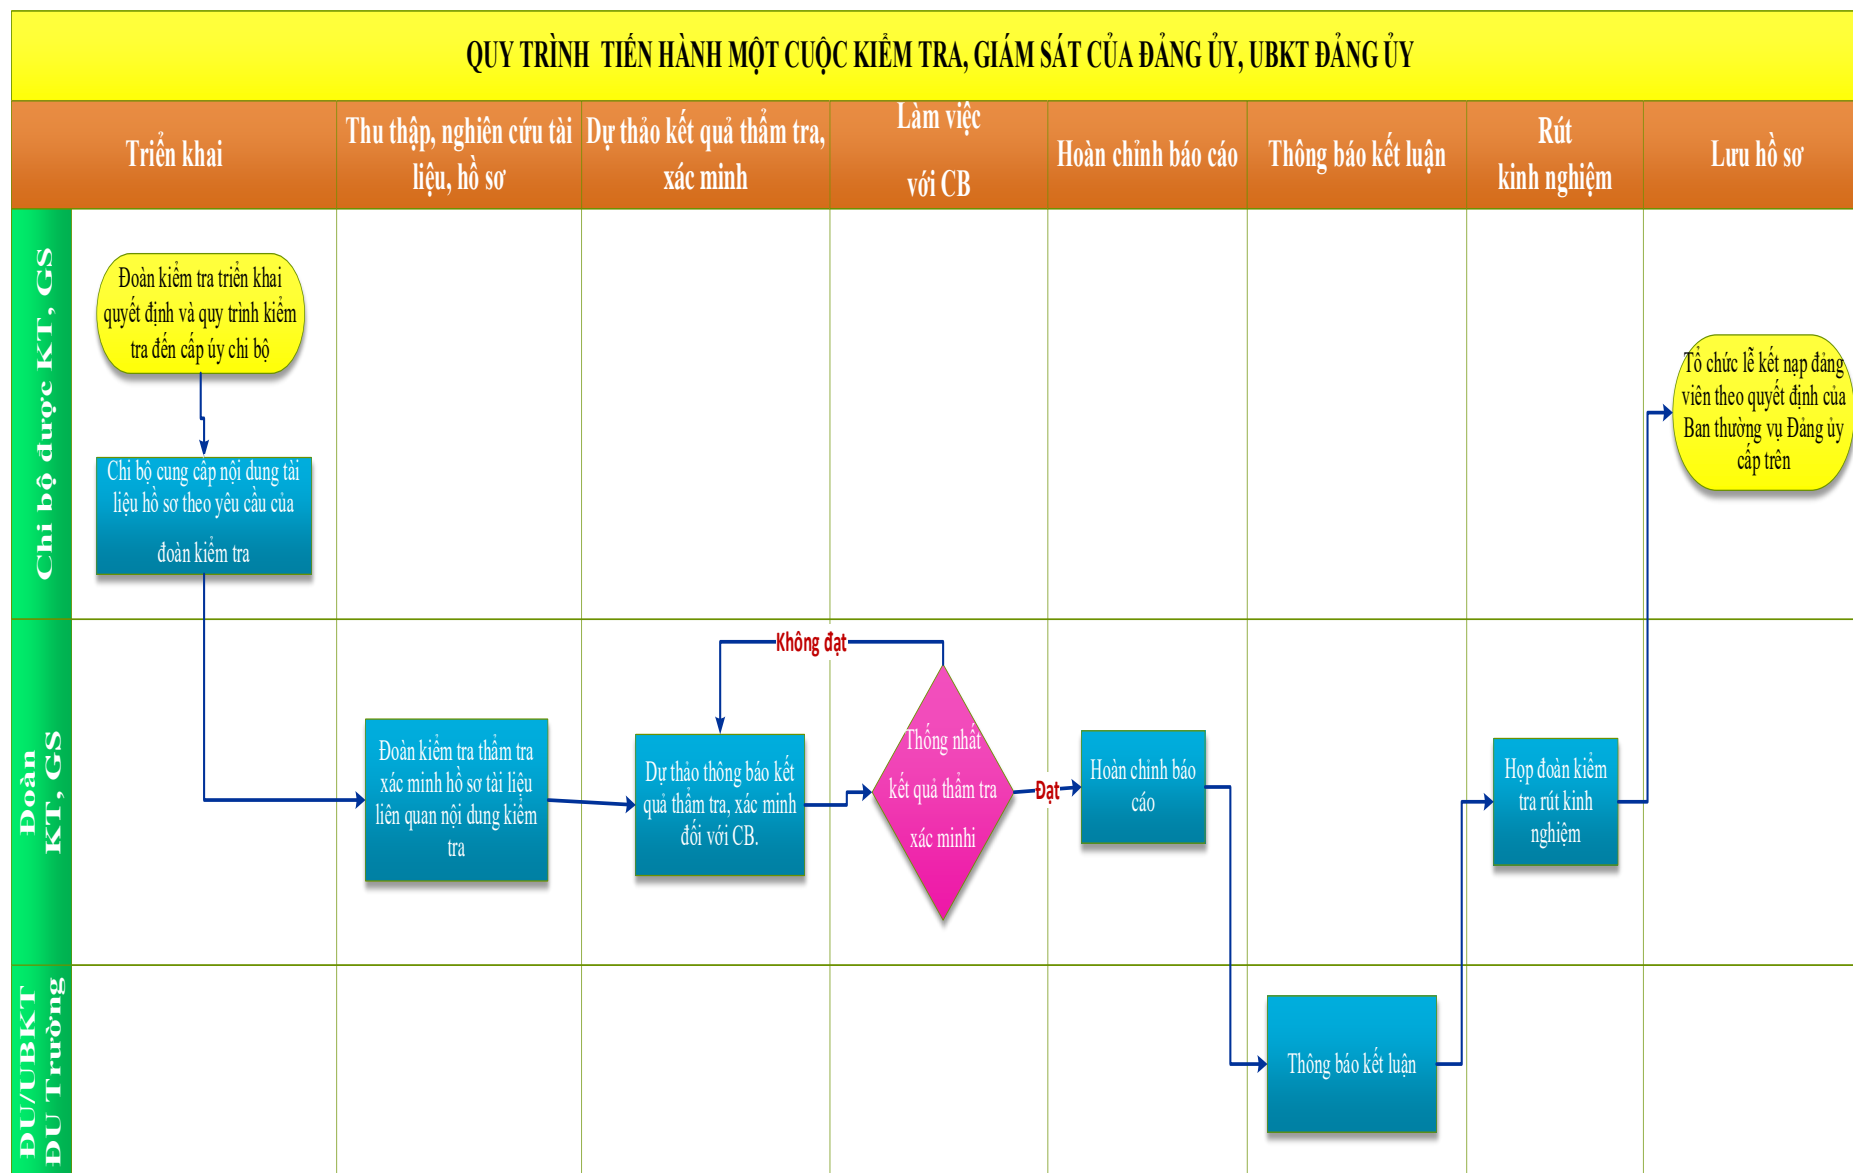 QUY TRÌNH TIẾN HÀNH MỘT CUỘC KIỂM TRA, GIÁM SÁT CỦA ĐẢNG ỦY, UBKT ĐẢNG ỦY
Triển khai
Thu thập, nghiên cứu tài
liệu, hồ sơ
Dự thảo kết quả thẩm tra,
xác minh
Làm việc
với CB
Hoàn chỉnh báo cáo
Thông báo kết luận
Rút
kinh nghiệm
Lưu hồ sơ
Chi bộ được KT, GS
Đoàn kiểm tra triển khai
quyết định và quy trình kiểm
tra đến cấp úy chi bộ
Chi bộ cung cấp nội dung tài
liệu hồ sơ theo yêu cầu của
đoàn kiểm tra
Tổ chức lễ kết nạp đảng
viên theo quyết định của
Ban thường vụ Đảng ủy
cấp trên
Đoàn
KT, GS
Không đạt
Đoàn kiểm tra thẩm tra
xác minh hồ sơ tài liệu
liên quan nội dung kiểm
tra
Dự thảo thông báo kết
quả thẩm tra, xác minh
đối với CB.
Thống nhất
kết quả thẩm tra
xác minhi
Đạt
Hoàn chỉnh báo
cáo
Họp đoàn kiểm
tra rút kinh
nghiệm
ĐU/UBKT
ĐU Trường
Thông báo kết luận